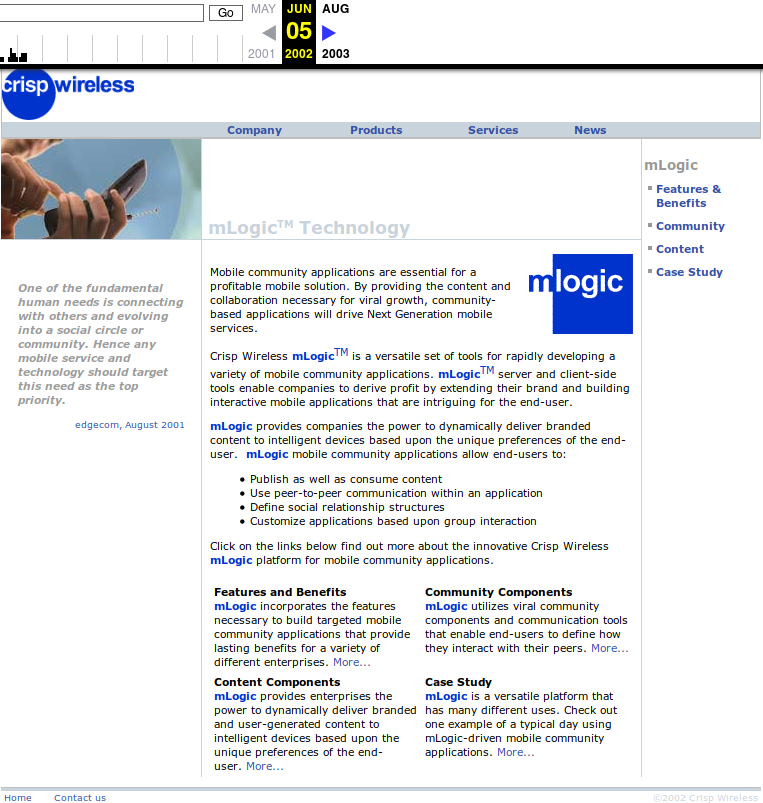 Go
MAY JUN AUG
05
2001 2002 2003
crisp wireless
Company Products Services News
mLogic™ Technology
mLogic
Features &
Benefits
Community
Content
Case Study
One of the fundamental
human needs is connecting
with others and evolving
into a social circle or
community. Hence any
mobile service and
technology should target
this need as the top
priority.
edgecom, August 2001
mlogic
Mobile community applications are essential for a
profitable mobile solution. By providing the content and
collaboration necessary for viral growth, community-
based applications will drive Next Generation mobile
services.
Crisp Wireless mLogic™ is a versatile set of tools for rapidly developing a
variety of mobile community applications. mLogic™ server and client-side
tools enable companies to derive profit by extending their brand and building
interactive mobile applications that are intriguing for the end-user.
mLogic provides companies the power to dynamically deliver branded
content to intelligent devices based upon the unique preferences of the end-
user. mLogic mobile community applications allow end-users to:
• Publish as well as consume content
• Use peer-to-peer communication within an application
• Define social relationship structures
• Customize applications based upon group interaction
Click on the links below find out more about the innovative Crisp Wireless
mLogic platform for mobile community applications.
Features and Benefits
mLogic incorporates the features
necessary to build targeted mobile
community applications that provide
lasting benefits for a variety of
different enterprises. More...
Community Components
mLogic utilizes viral community
components and communication tools
that enable end-users to define how
they interact with their peers. More...
Content Components
mLogic provides enterprises the
power to dynamically deliver branded
and user-generated content to
intelligent devices based upon the
unique preferences of the end-
user. More...
Case Study
mLogic is a versatile platform that
has many different uses. Check out
one example of a typical day using
mLogic-driven mobile community
applications. More...
Home Contact us ©2002 Crisp Wireless